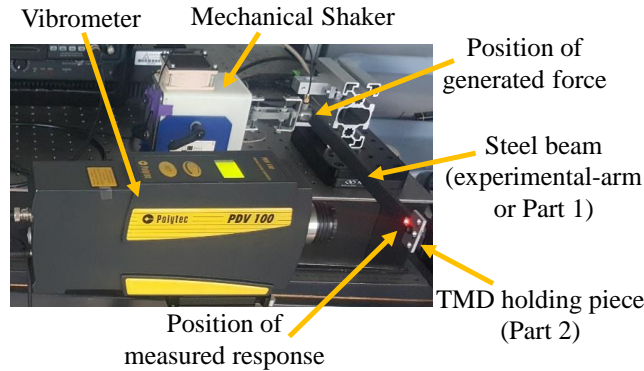 Vibrometer
Mechanical Shaker
Position of
generated force
Steel beam
(experimental-arm
or Part 1)
Polytec
PDV 100
TMD holding piece
(Part 2)
Position of
measured response